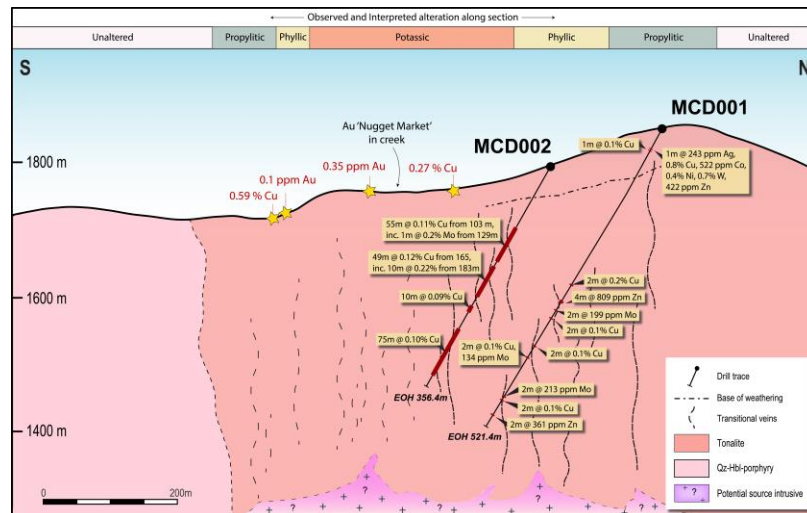 Observed and Interpreted alteration along section
Unaltered
Propylitic
Phyllic
Potassic
Phyllic
Propylitic
Unaltered
S
N
MCD001
MCD002
Au 'Nugget Market'
in creek
1800 m
1600 m
1400 m
0.59 % Cu
0.1 ppm Au
0.35 ppm Au
0.27 % Cu
1m @ 0.1% Cu
1m @ 243 ppm Ag,
0.8% Cu, 522 ppm Co,
0.4% Ni, 0.7% W,
422 ppm Zn
55m @ 0.11% Cu from 103 m,
inc. 1m @ 0.2% Mo from 129m
49m @ 0.12% Cu from 165,
inc. 10m @ 0.22% from 183m
10m @ 0.09% Cu
75m @ 0.10% Cu
2m @ 0.2% Cu
4m @ 809 ppm Zn
2m @ 199 ppm Mo
2m @ 0.1% Cu
2m @ 0.1% Cu,
134 ppm Mo
2m @ 0.1% Cu
2m @ 213 ppm Mo
2m @ 0.1% Cu
2m @ 361 ppm Zn
EOH 356.4m
EOH 521.4m
Drill trace
Base of weathering
Transitional veins
Tonalite
Qz-Hbl-porphyry
Potential source intrusive
0
200m
?
?
?
?
?